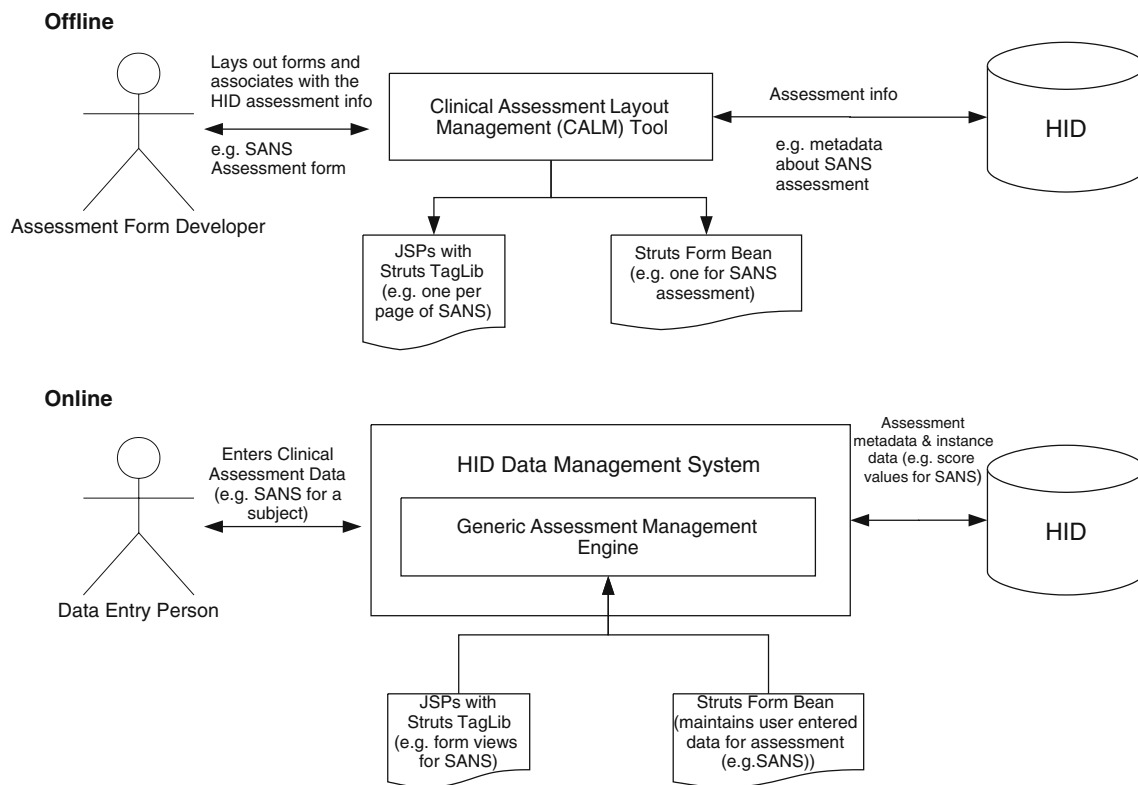 Offline
Lays out forms and
associates with the
HID assessment info
e.g. SANS
Assessment form
Assessment Form Developer
Clinical Assessment Layout
Management (CALM) Tool
Assessment info
e.g. metadata
about SANS
assessment
HID
JSPs with
Struts TagLib
(e.g. one per
page of SANS)
Struts Form Bean
(e.g. one for SANS
assessment)
Online
Enters Clinical
Assessment Data
(e.g. SANS for a
subject)
Data Entry Person
HID Data Management System
Generic Assessment Management
Engine
Assessment
metadata & instance
data (e.g. score
values for SANS)
HID
JSPs with
Struts TagLib
(e.g. form views
for SANS)
Struts Form Bean
(maintains user entered
data for assessment
(e.g.SANS))